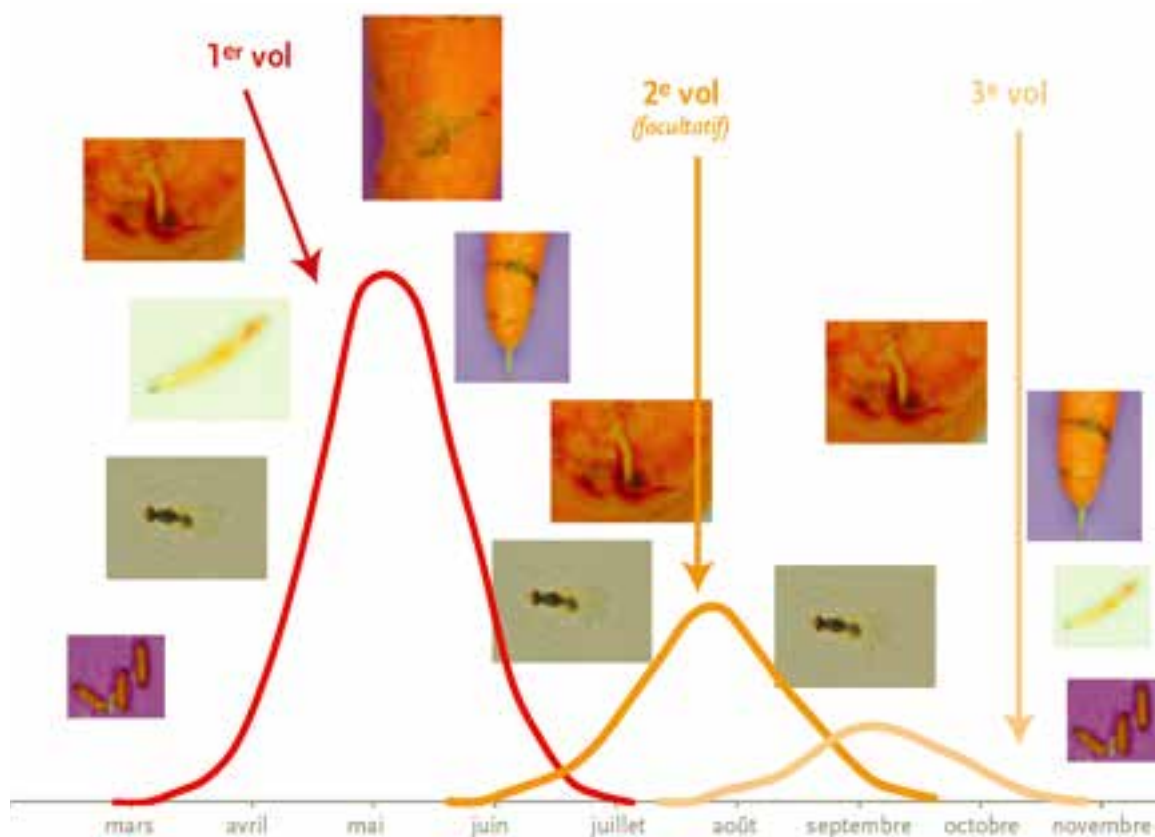 1er vol
2e vol
(facultatif)
3e vol
mars avril mai juin juillet août septembre octobre novembre